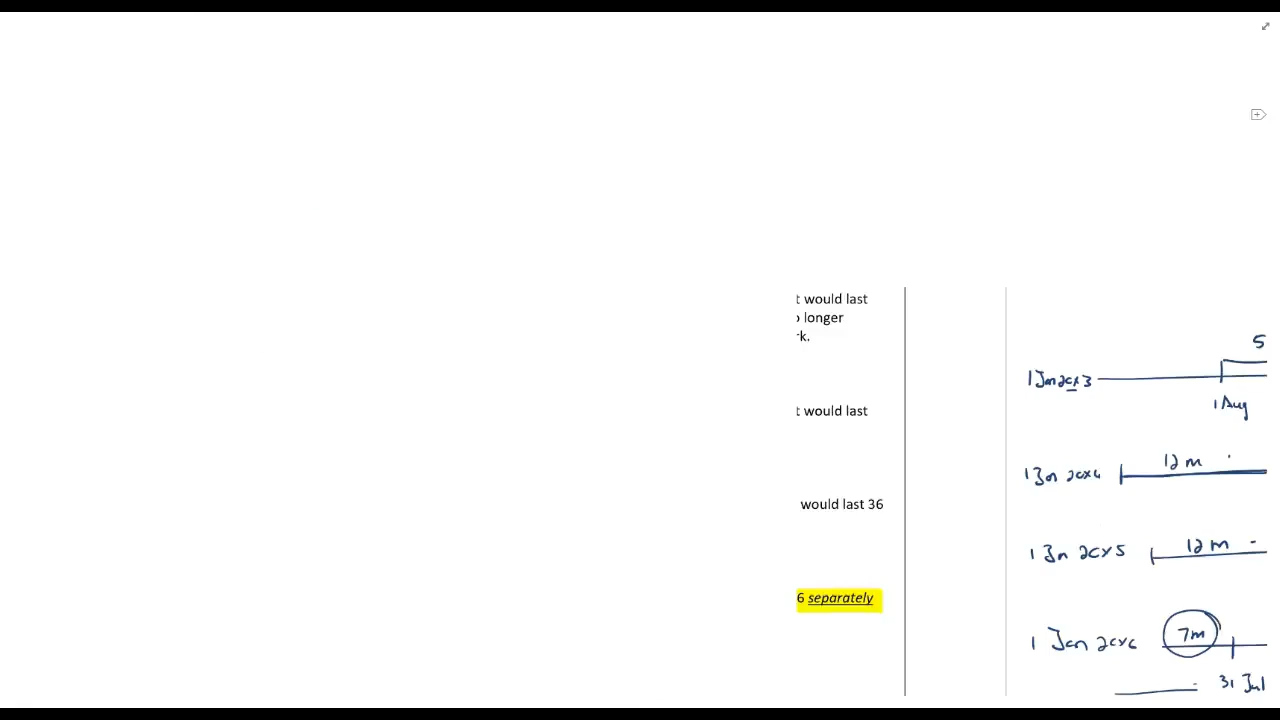 t would last
o longer
rk.
5
1 Jan 20x3
1 Aug
t would last
12 m
1 Jan 20x4
would last 36
12 m
1 Jan 20x5
6 separately
7m
1 Jan 20x6
31 Jul